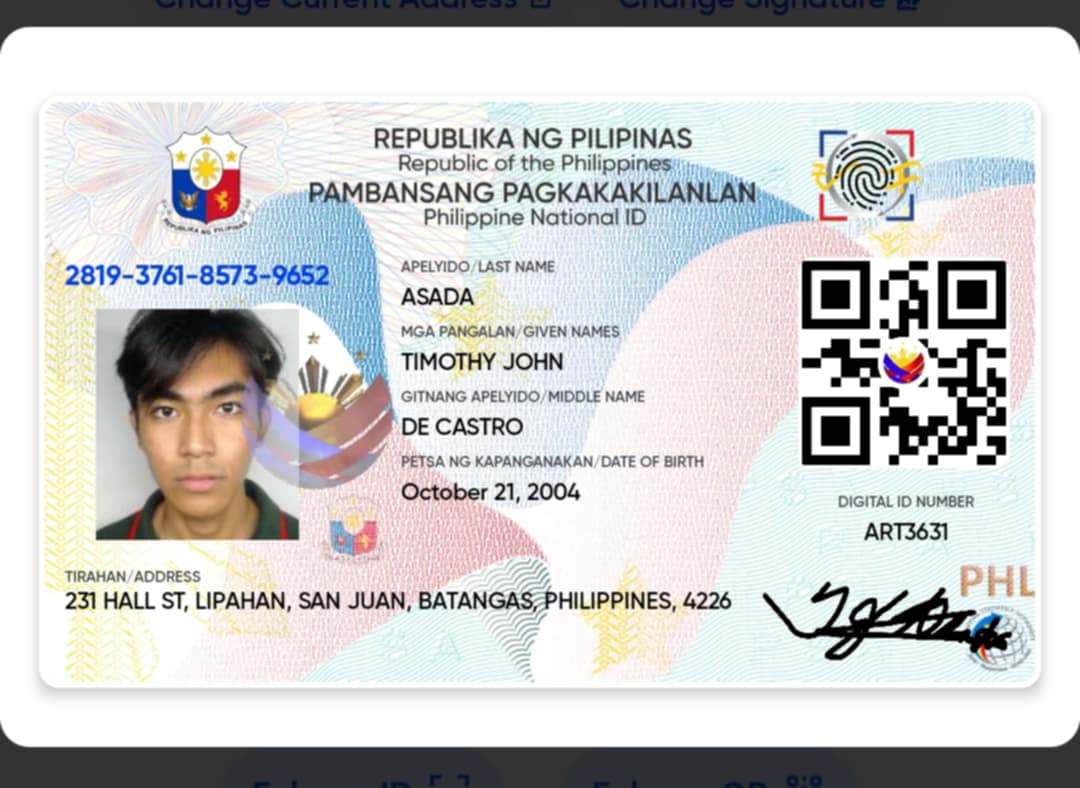 Change Current Address
Change Signature
REPUBLIKA NG PILIPINAS
Republic of the Philippines
PAMBANSANG PAGKAKAKILANLAN
Philippine National ID
REPUBLIKA NG PILIPINAS
2819-3761-8573-9652
APELYIDO/LAST NAME
ASADA
MGA PANGALAN/GIVEN NAMES
TIMOTHY JOHN
GITNANG APELYIDO/MIDDLE NAME
DE CASTRO
PETSA NG KAPANGANAKAN/DATE OF BIRTH
October 21, 2004
DIGITAL ID NUMBER
ART3631
TIRAHAN/ADDRESS
231 HALL ST, LIPAHAN, SAN JUAN, BATANGAS, PHILIPPINES, 4226
PHL